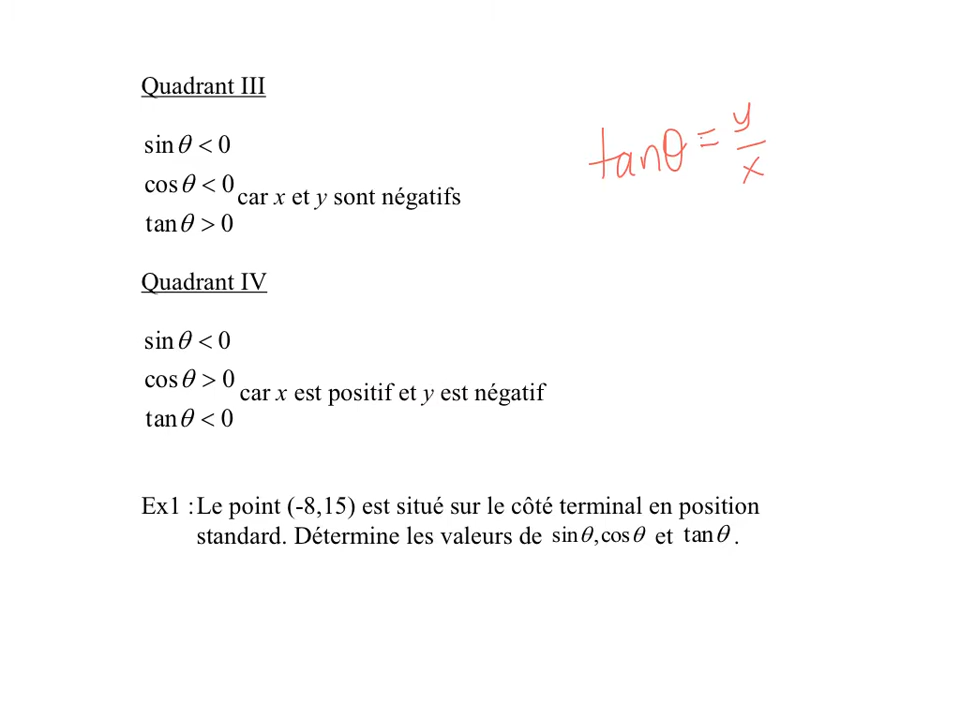 Quadrant III
sin θ < 0
cos θ < 0 car x et y sont négatifs
tan θ > 0
tanθ = y/x
Quadrant IV
sin θ < 0
cos θ > 0 car x est positif et y est négatif
tan θ < 0
Ex1 : Le point (-8,15) est situé sur le côté terminal en position
standard. Détermine les valeurs de sin θ, cos θ et tan θ.